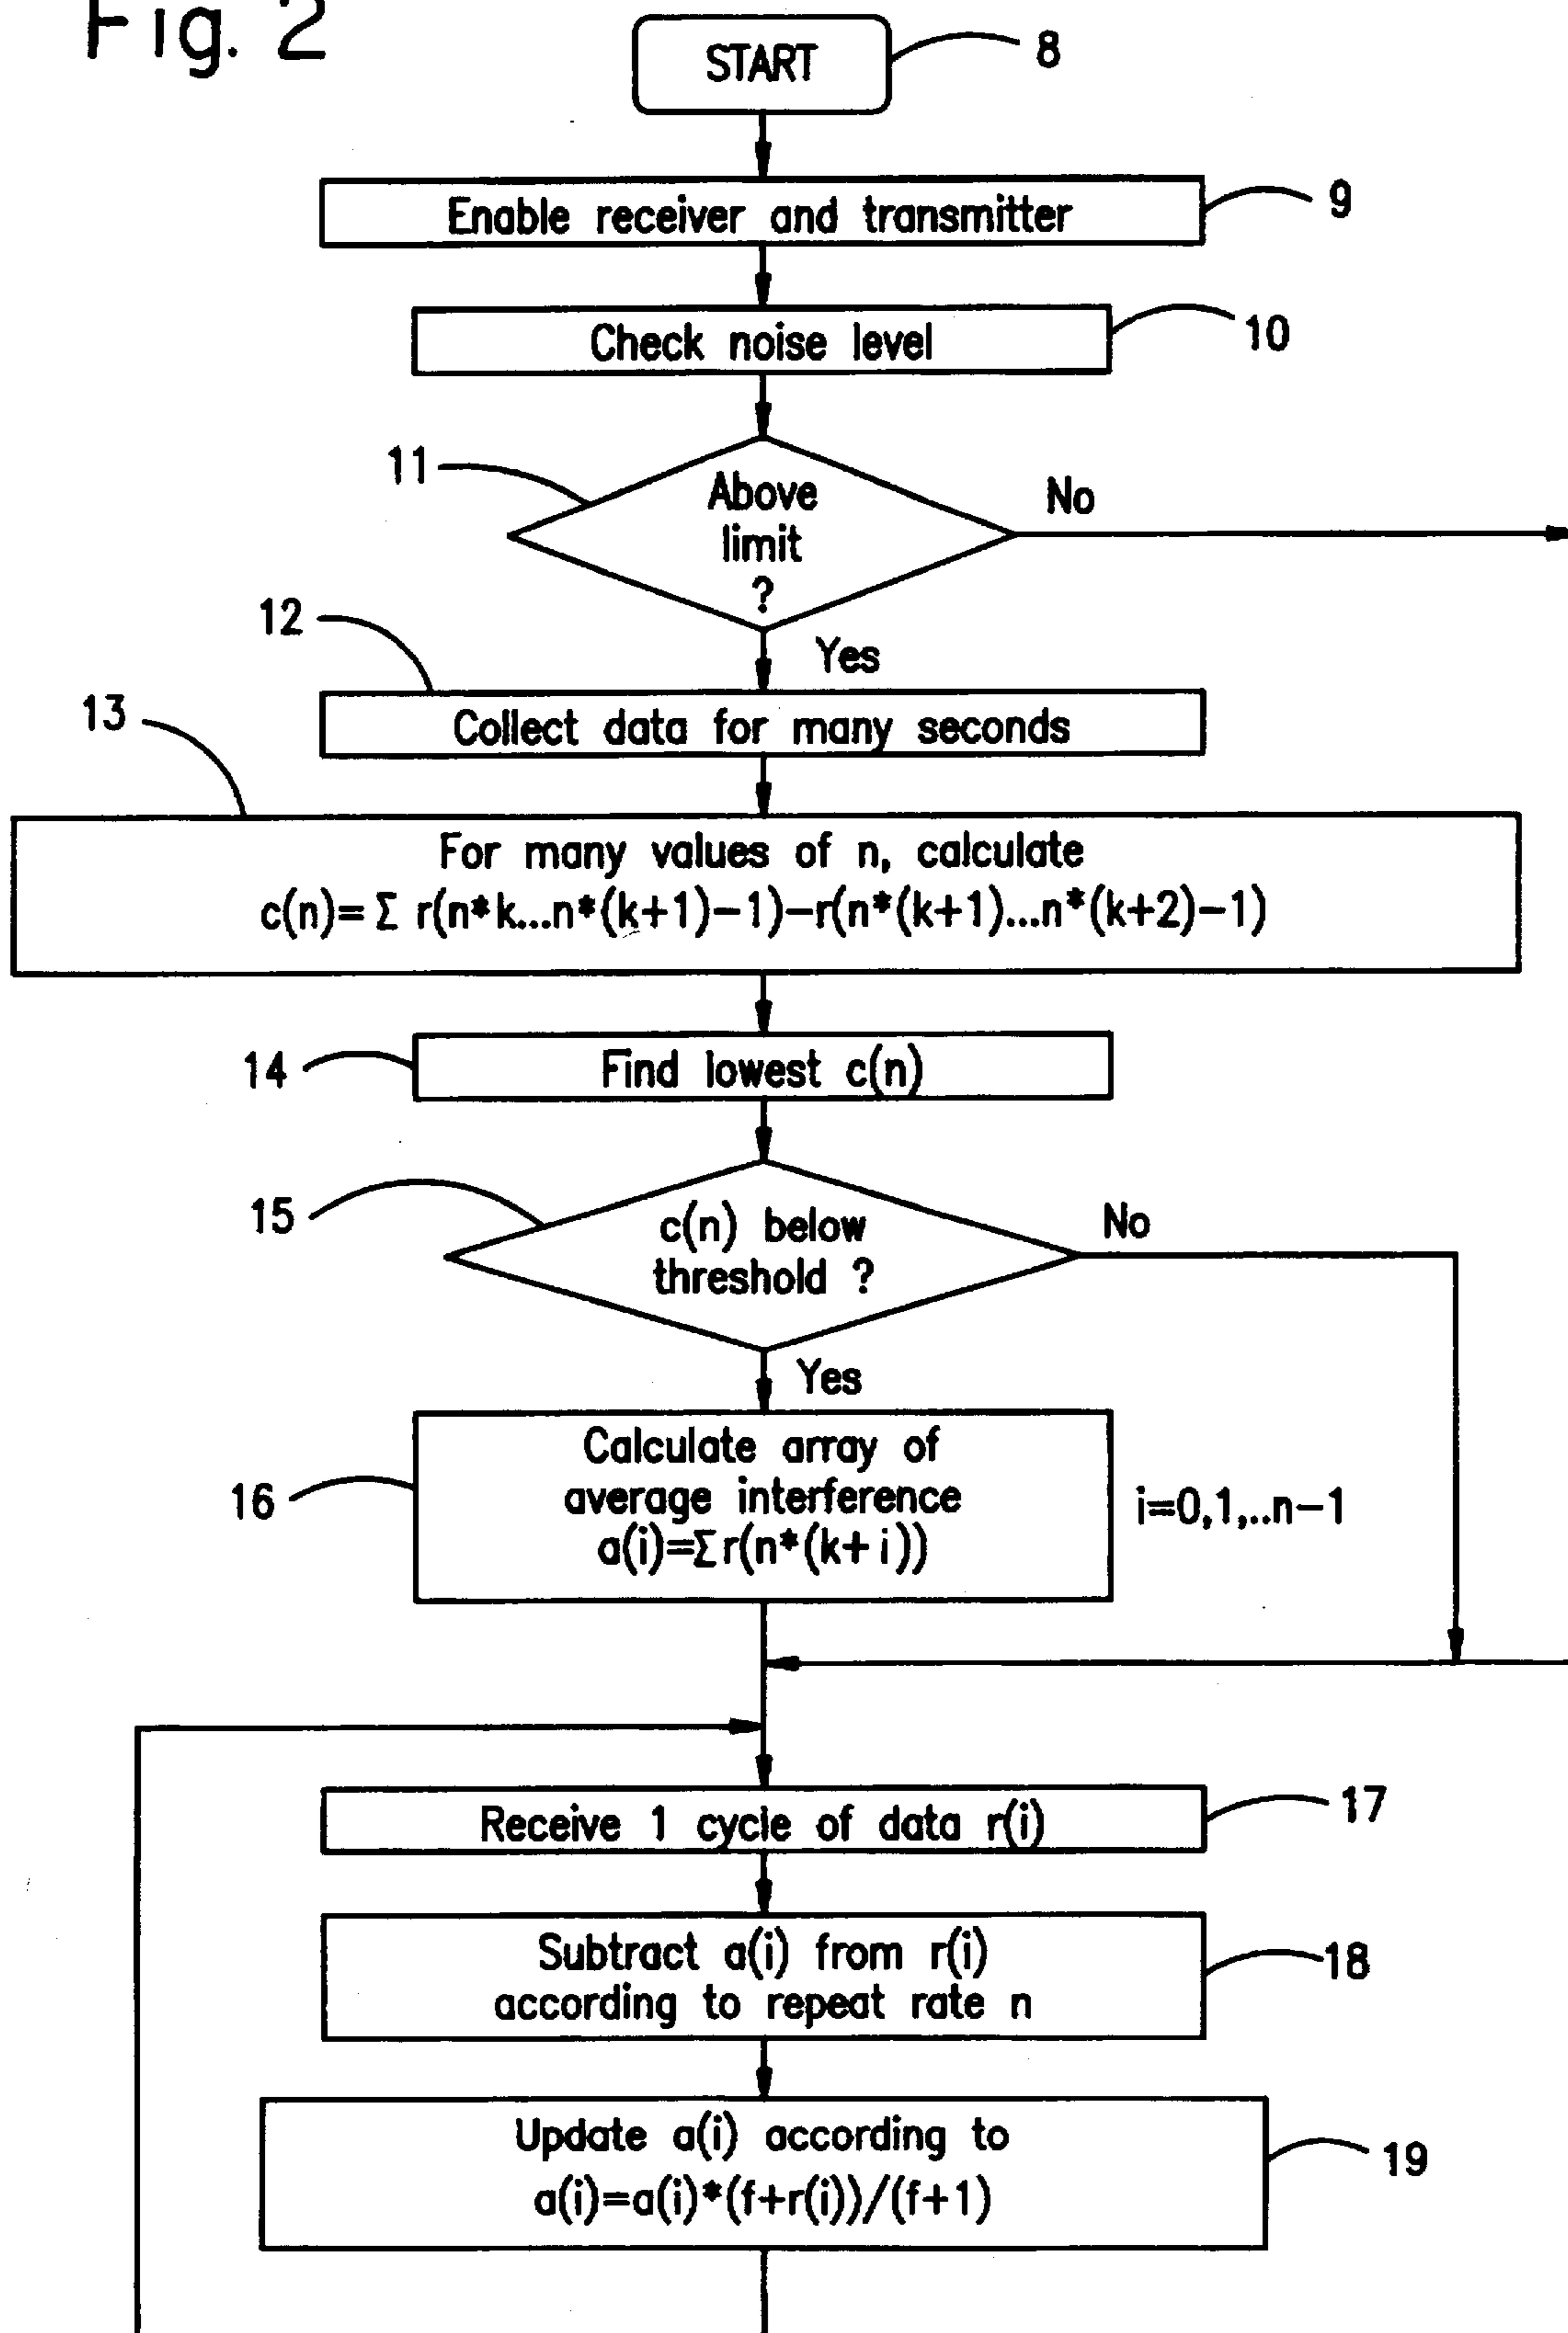 Fig. 2
START
8
Enable receiver and transmitter
9
Check noise level
10
11
Above
limit
?
No
Yes
12
Collect data for many seconds
13
For many values of n, calculate
c(n)= Σ r(n*k...n*(k+1)-1)-r(n*(k+1)...n*(k+2)-1)
14
Find lowest c(n)
15
c(n) below
threshold ?
No
Yes
16
Calculate array of
average interference
a(i)=Σr(n*(k+i))
i=0,1,..n-1
Receive 1 cycle of data r(i)
17
Subtract a(i) from r(i)
according to repeat rate n
18
Update a(i) according to
a(i)=a(i)*(f+r(i))/(f+1)
19